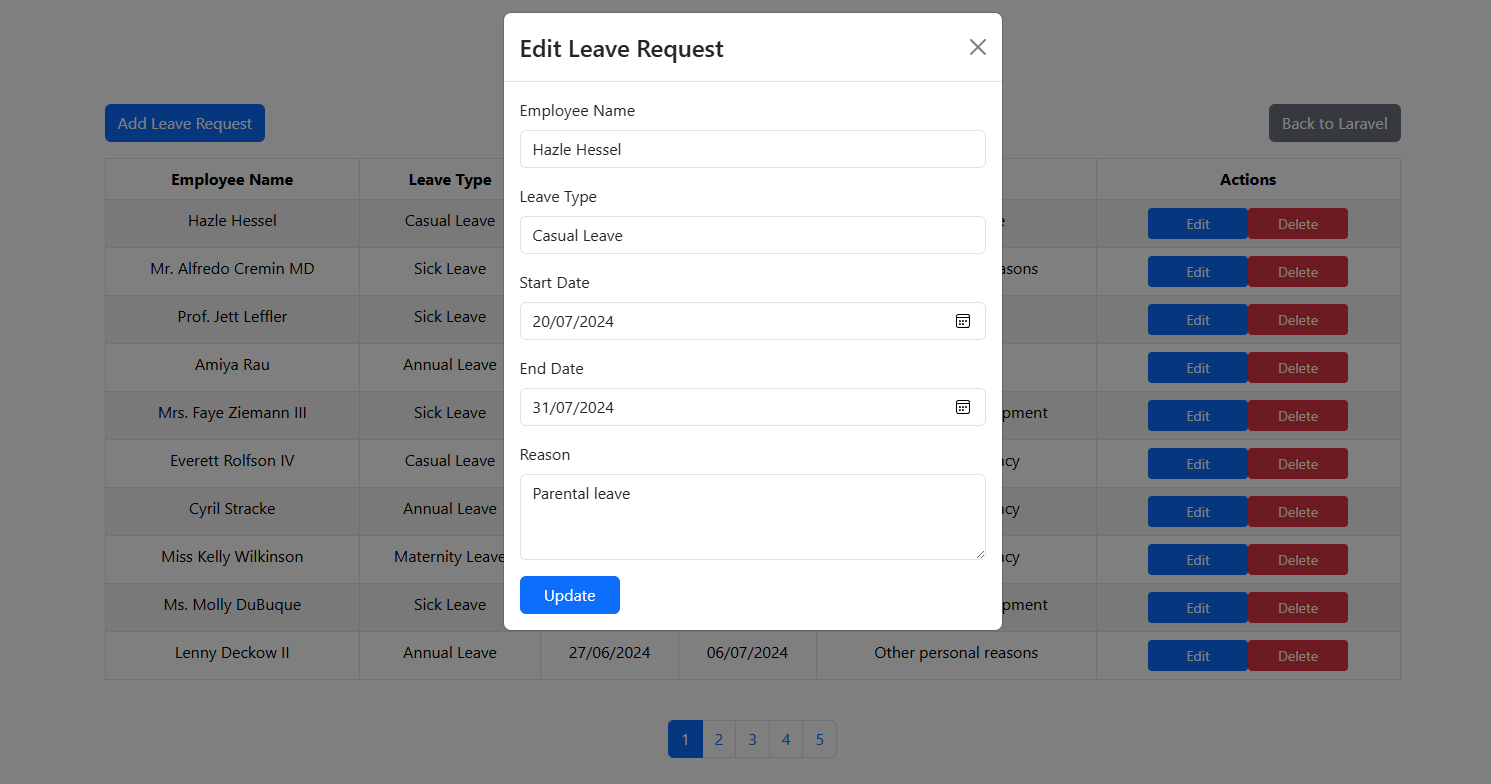 Edit Leave Request
Employee Name
Hazle Hessel
Leave Type
Casual Leave
Start Date
20/07/2024
End Date
31/07/2024
Reason
Parental leave
Update
Add Leave Request
Back to Laravel
Employee Name Leave Type Actions
Hazle Hessel Casual Leave Edit Delete
Mr. Alfredo Cremin MD Sick Leave Edit Delete
Prof. Jett Leffler Sick Leave Edit Delete
Amiya Rau Annual Leave Edit Delete
Mrs. Faye Ziemann III Sick Leave Edit Delete
Everett Rolfson IV Casual Leave Edit Delete
Cyril Stracke Annual Leave Edit Delete
Miss Kelly Wilkinson Maternity Leave Edit Delete
Ms. Molly DuBuque Sick Leave Edit Delete
Lenny Deckow II Annual Leave 27/06/2024 06/07/2024 Other personal reasons Edit Delete
1 2 3 4 5